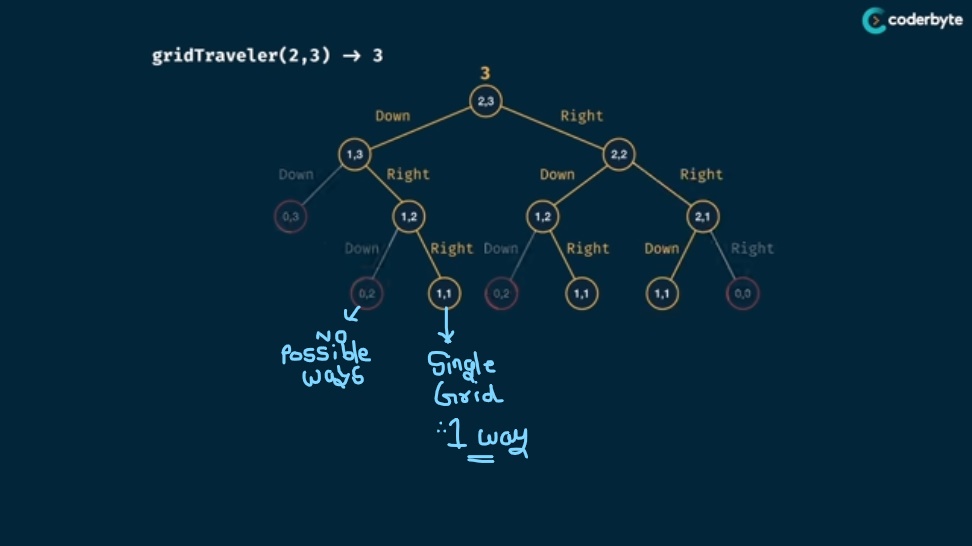 coderbyte
gridTraveler(2,3) → 3
3
2,3
Down Right
1,3 2,2
Down Right Down Right
0,3 1,2 1,2 2,1
Down Right Down Right Down Right
0,2 1,1 0,2 1,1 1,1 0,0
NO
Possible
ways
Single
Grid
∴ 1 way